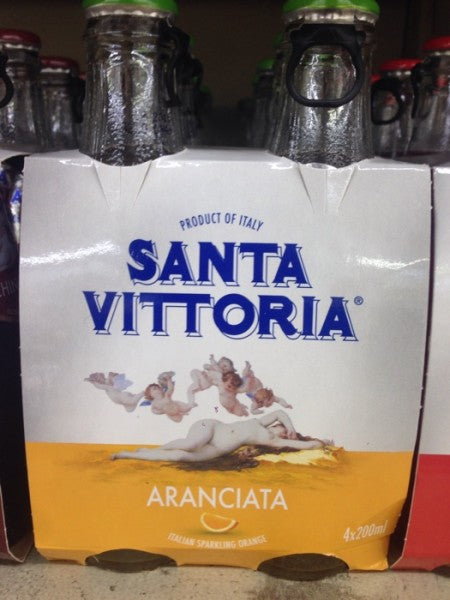 PRODUCT OF ITALY
SANTA
VITTORIA®
ARANCIATA
ITALIAN SPARKLING ORANGE
4x200ml